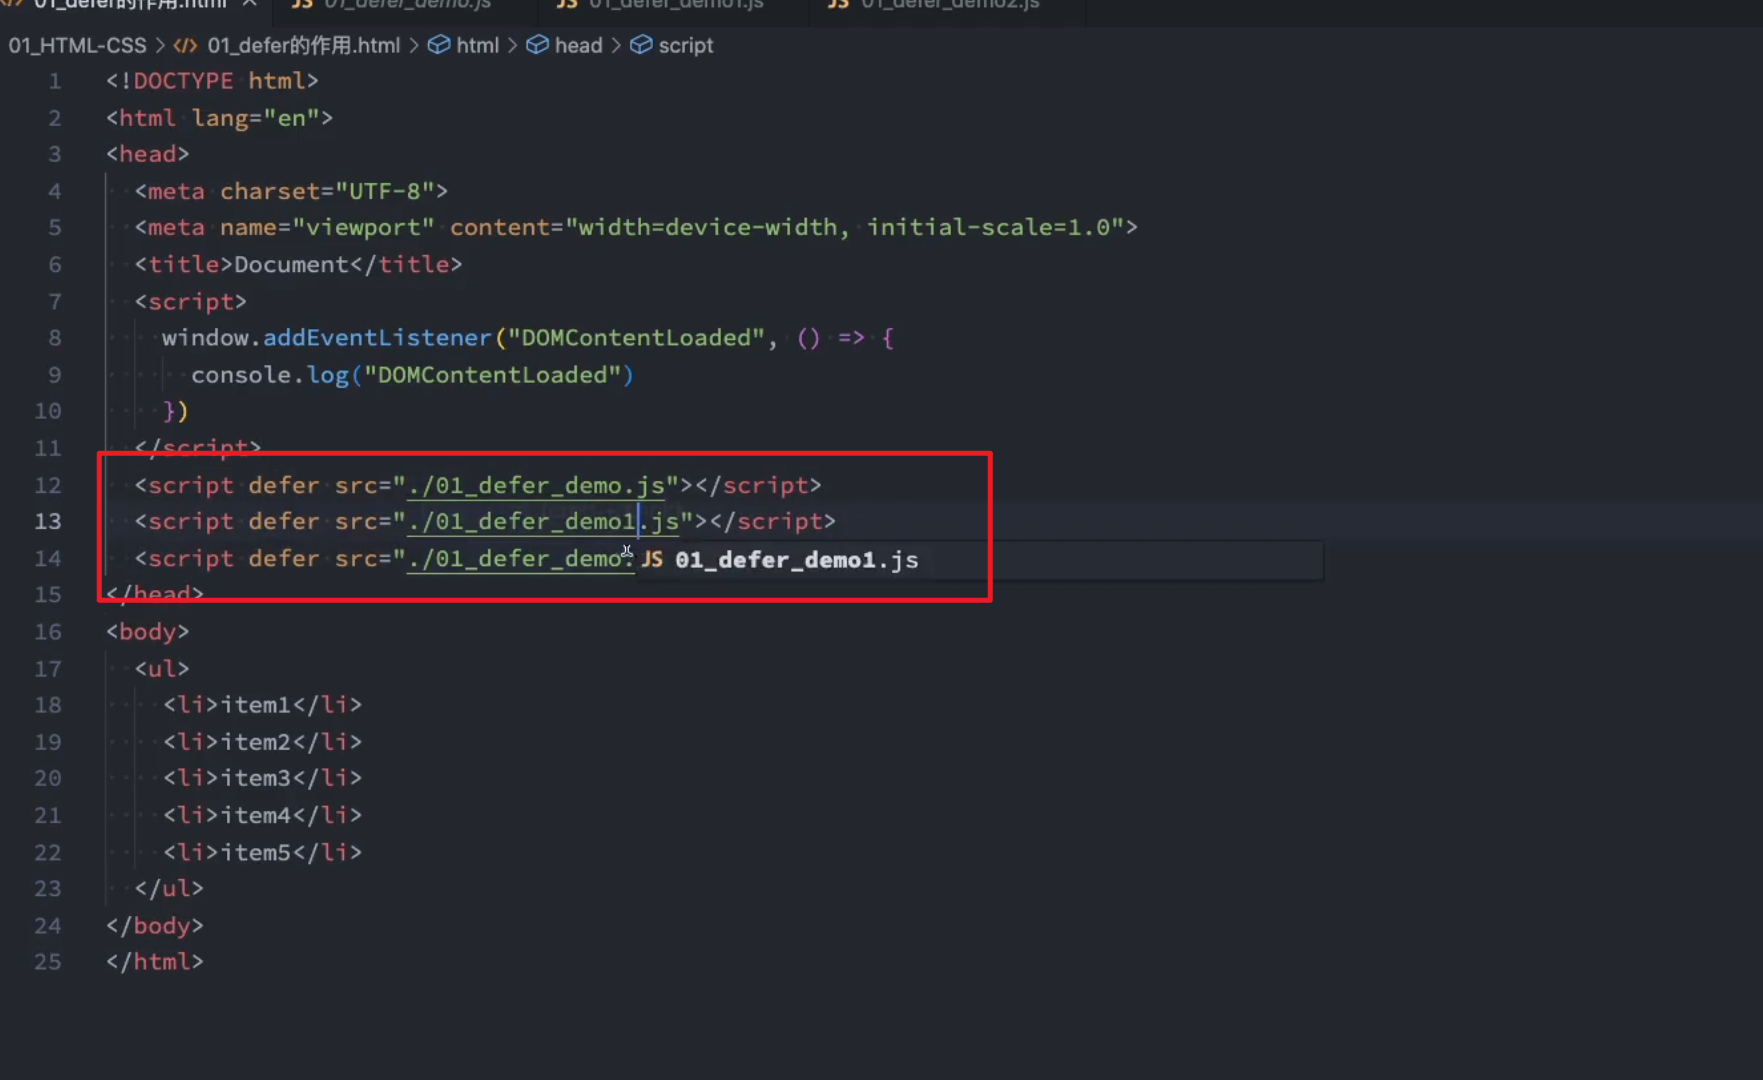 01_defer的作用.html
JS 01_defer_demo.js
JS 01_defer_demo1.js
JS 01_defer_demo2.js
01_HTML-CSS > </> 01_defer的作用.html > html > head > script
1 <!DOCTYPE html>
2 <html lang="en">
3 <head>
4 <meta charset="UTF-8">
5 <meta name="viewport" content="width=device-width, initial-scale=1.0">
6 <title>Document</title>
7 <script>
8 window.addEventListener("DOMContentLoaded", () => {
9 console.log("DOMContentLoaded")
10 })
11 </script>
12 <script defer src="./01_defer_demo.js"></script>
13 <script defer src="./01_defer_demo1.js"></script>
14 <script defer src="./01_defer_demo. JS 01_defer_demo1.js
15 </head>
16 <body>
17 <ul>
18 <li>item1</li>
19 <li>item2</li>
20 <li>item3</li>
21 <li>item4</li>
22 <li>item5</li>
23 </ul>
24 </body>
25 </html>